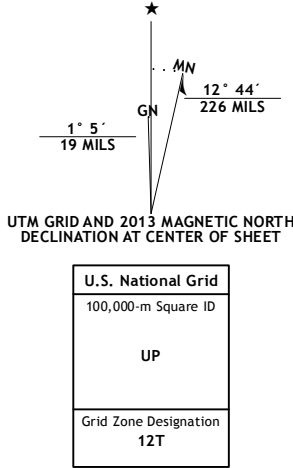 ★
MN
GN
12° 44´
226 MILS
1° 5´
19 MILS
UTM GRID AND 2013 MAGNETIC NORTH
DECLINATION AT CENTER OF SHEET
U.S. National Grid
100,000-m Square ID
UP
Grid Zone Designation
12T